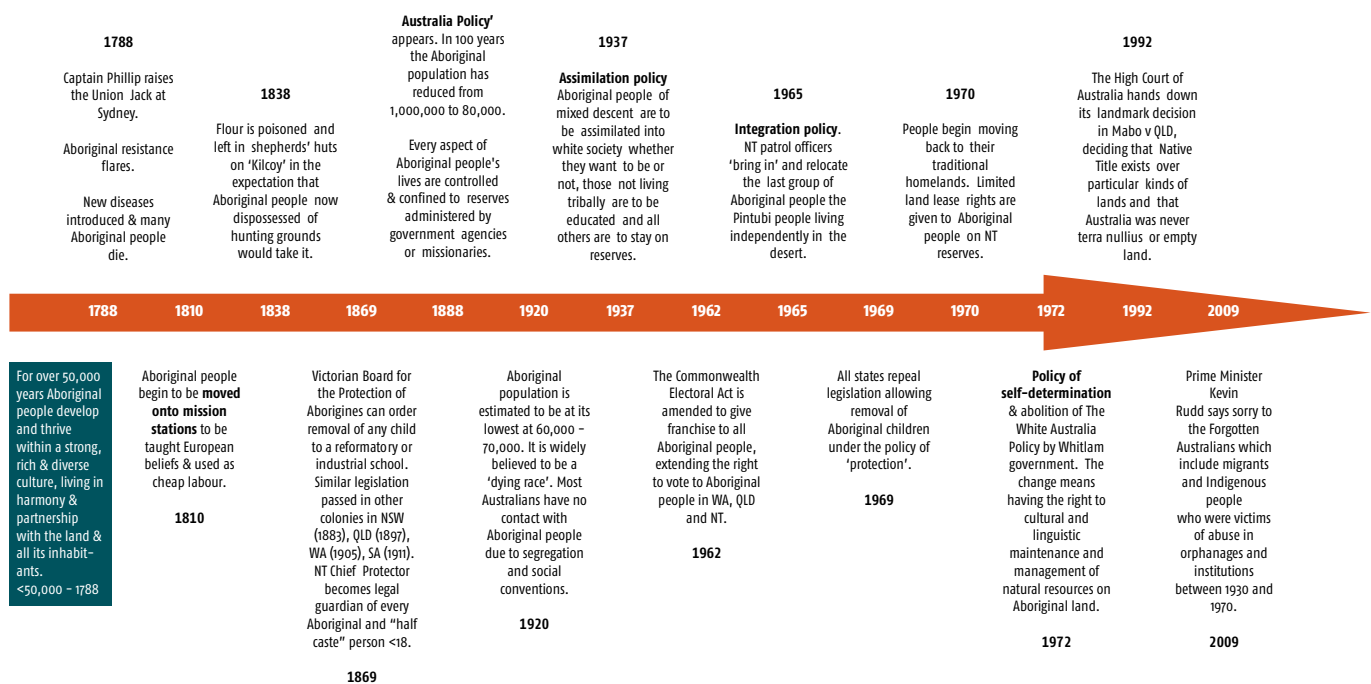 1788
Captain Phillip raises
the Union Jack at
Sydney.
Aboriginal resistance
flares.
New diseases
introduced & many
Aboriginal people
die.
1838
Flour is poisoned and
left in shepherds' huts
on 'Kilcoy' in the
expectation that
Aboriginal people now
dispossessed of
hunting grounds
would take it.
Australia Policy'
appears. In 100 years
the Aboriginal
population has
reduced from
1,000,000 to 80,000.
Every aspect of
Aboriginal people's
lives are controlled
& confined to reserves
administered by
government agencies
or missionaries.
1937
Assimilation policy
Aboriginal people of
mixed descent are to
be assimilated into
white society whether
they want to be or
not, those not living
tribally are to be
educated and all
others are to stay on
reserves.
1965
Integration policy.
NT patrol officers
'bring in' and relocate
the last group of
Aboriginal people the
Pintubi people living
independently in the
desert.
1970
People begin moving
back to their
traditional
homelands. Limited
land lease rights are
given to Aboriginal
people on NT
reserves.
1992
The High Court of
Australia hands down
its landmark decision
in Mabo v QLD,
deciding that Native
Title exists over
particular kinds of
lands and that
Australia was never
terra nullius or empty
land.
1788 1810 1838 1869 1888 1920 1937 1962 1965 1969 1970 1972 1992 2009
For over 50,000
years Aboriginal
people develop
and thrive
within a strong,
rich & diverse
culture, living in
harmony &
partnership
with the land &
all its inhabit-
ants.
<50,000 - 1788
Aboriginal people
begin to be moved
onto mission
stations to be
taught European
beliefs & used as
cheap labour.
1810
Victorian Board for
the Protection of
Aborigines can order
removal of any child
to a reformatory or
industrial school.
Similar legislation
passed in other
colonies in NSW
(1883), QLD (1897),
WA (1905), SA (1911).
NT Chief Protector
becomes legal
guardian of every
Aboriginal and "half
caste" person <18.
1869
Aboriginal
population is
estimated to be at its
lowest at 60,000 –
70,000. It is widely
believed to be a
'dying race'. Most
Australians have no
contact with
Aboriginal people
due to segregation
and social
conventions.
1920
The Commonwealth
Electoral Act is
amended to give
franchise to all
Aboriginal people,
extending the right
to vote to Aboriginal
people in WA, QLD
and NT.
1962
All states repeal
legislation allowing
removal of
Aboriginal children
under the policy of
'protection'.
1969
Policy of
self-determination
& abolition of The
White Australia
Policy by Whitlam
government. The
change means
having the right to
cultural and
linguistic
maintenance and
management of
natural resources on
Aboriginal land.
1972
Prime Minister
Kevin
Rudd says sorry to
the Forgotten
Australians which
include migrants
and Indigenous
people
who were victims
of abuse in
orphanages and
institutions
between 1930 and
1970.
2009